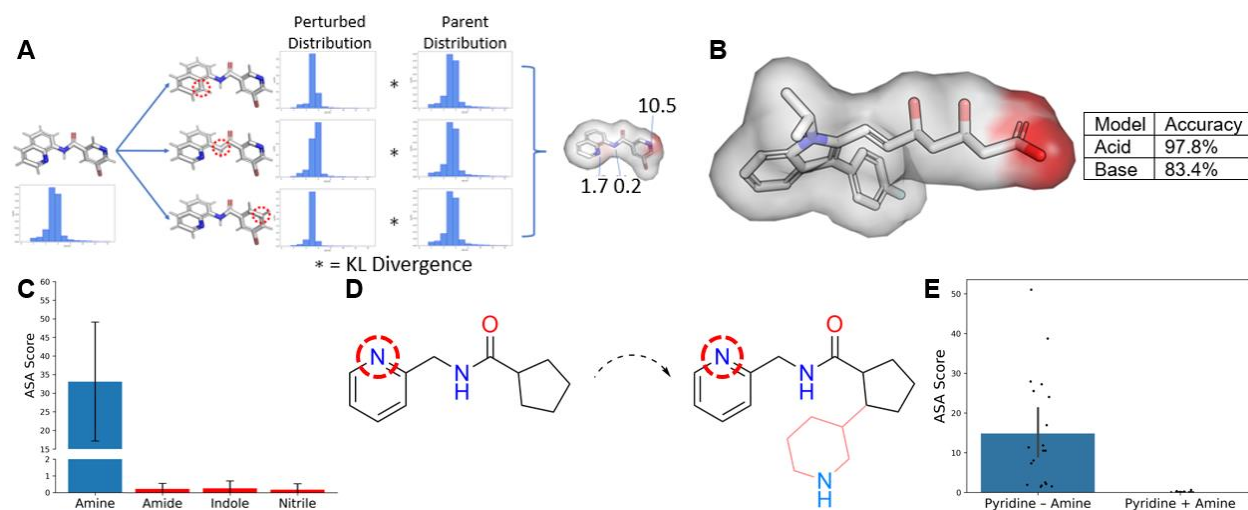 A
Perturbed
Distribution
Parent
Distribution
*
*
*
10.5
1.7 0.2
* = KL Divergence
B
Model Accuracy
Acid 97.8%
Base 83.4%
C
ASA Score
60
55
50
45
40
35
30
25
20
15
2
1
0
Amine Amide Indole Nitrile
D
N
N
H
O
N
N
H
O
N
H
E
ASA Score
50
40
30
20
10
0
Pyridine – Amine Pyridine + Amine